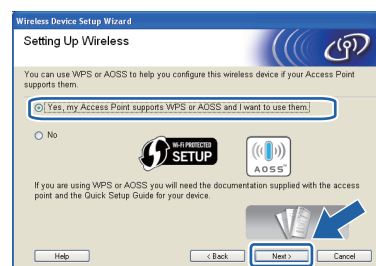 Wireless Device Setup Wizard
Setting Up Wireless
You can use WPS or AOSS to help you configure this wireless device if your Access Point
supports them.
Yes, my Access Point supports WPS or AOSS and I want to use them.
No
WI-FI PROTECTED
SETUP
AOSS
If you are using WPS or AOSS you will need the documentation supplied with the access
point and the Quick Setup Guide for your device.
Help
< Back
Next >
Cancel